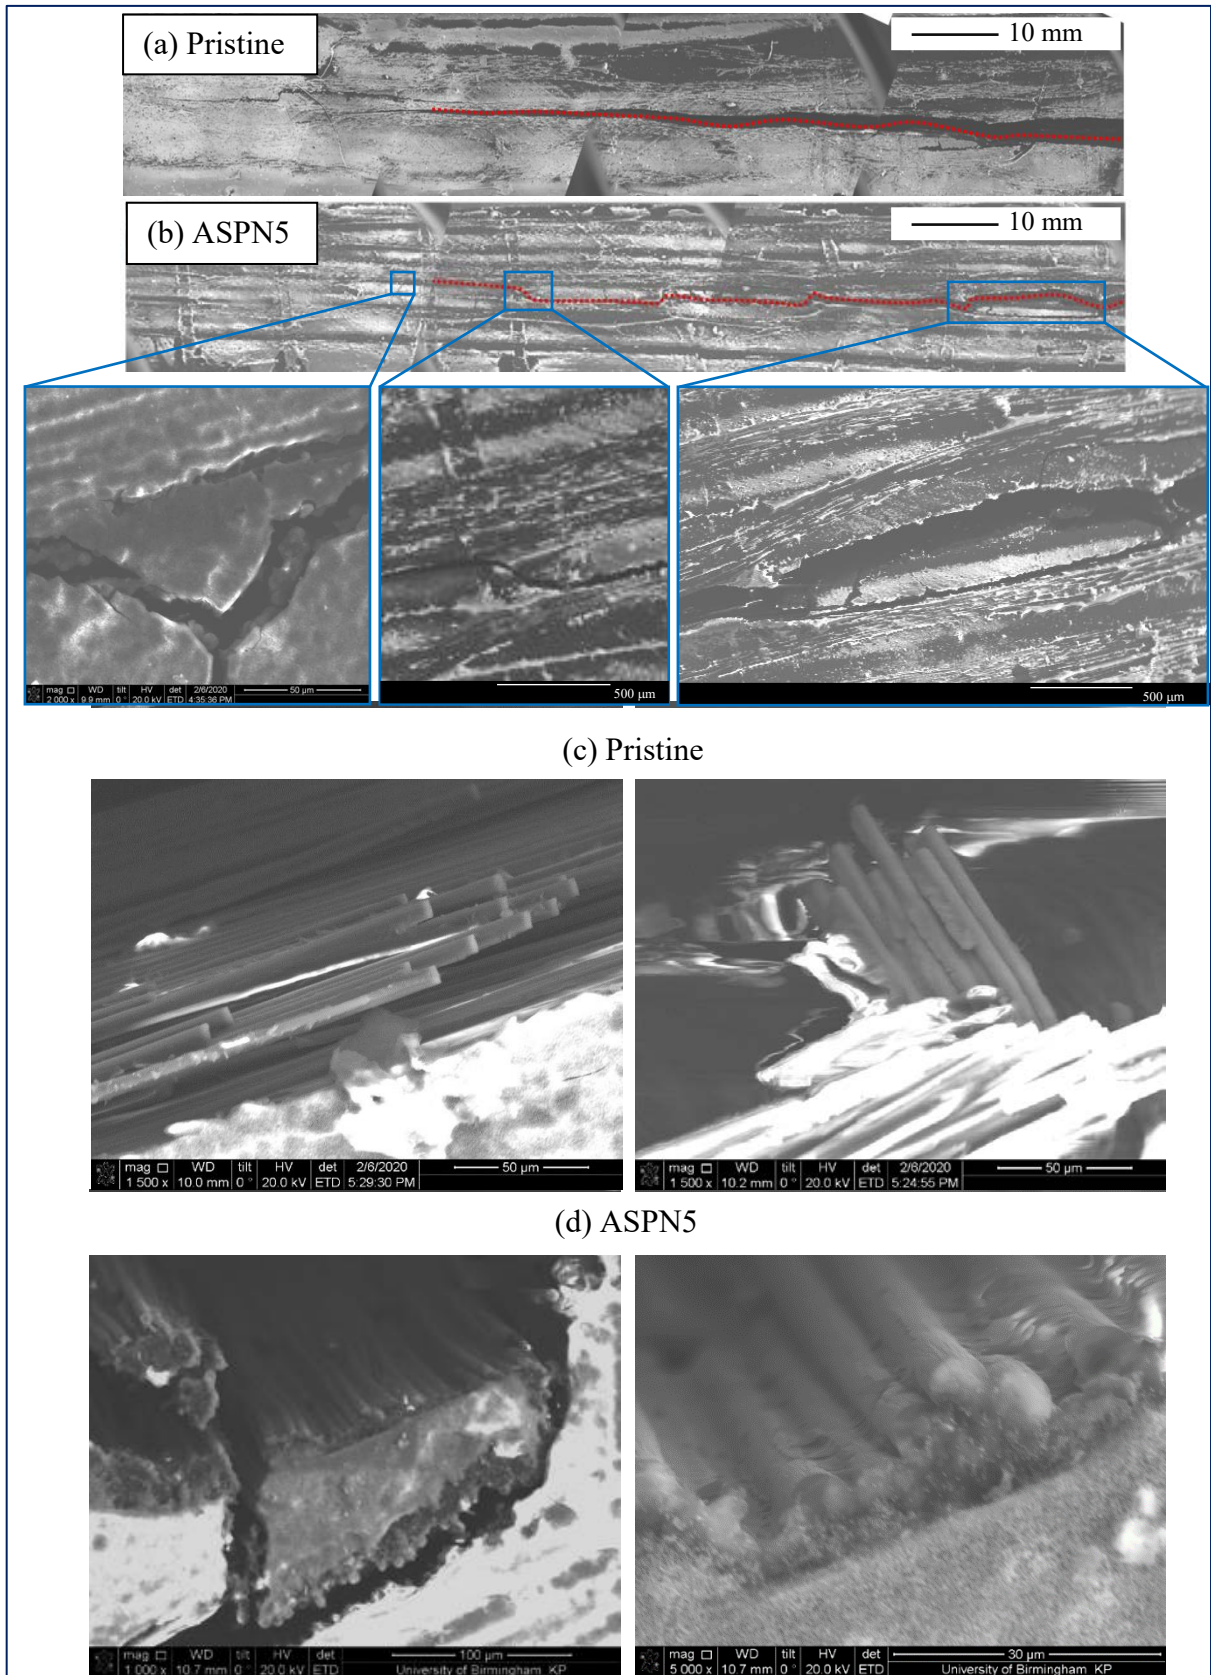 (a) Pristine
10 mm
(b) ASPN5
10 mm
mag WD tilt HV det 2/6/2020 50 µm
2 000 x 9.9 mm 0 ° 20.0 kV ETD 4:35:36 PM
500 µm
500 µm
(c) Pristine
mag WD tilt HV det 2/6/2020 50 µm
1 500 x 10.0 mm 0 ° 20.0 kV ETD 5:29:30 PM
mag WD tilt HV det 2/6/2020 50 µm
1 500 x 10.2 mm 0 ° 20.0 kV ETD 5:24:55 PM
(d) ASPN5
mag WD tilt HV det 100 µm
1 000 x 10.7 mm 0 ° 20.0 kV ETD University of Birmingham KP
mag WD tilt HV det 30 µm
5 000 x 10.7 mm 0 ° 20.0 kV ETD University of Birmingham KP